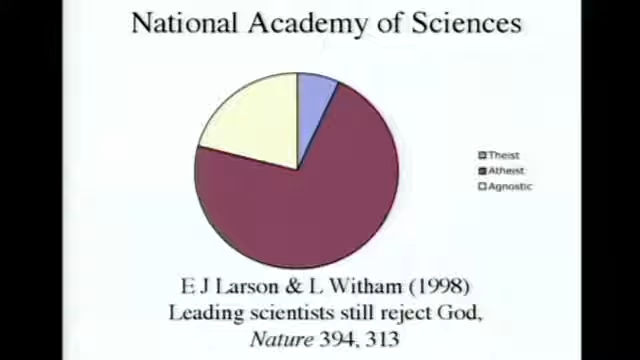 National Academy of Sciences
Theist
Atheist
Agnostic
E J Larson & L Witham (1998)
Leading scientists still reject God,
Nature 394, 313